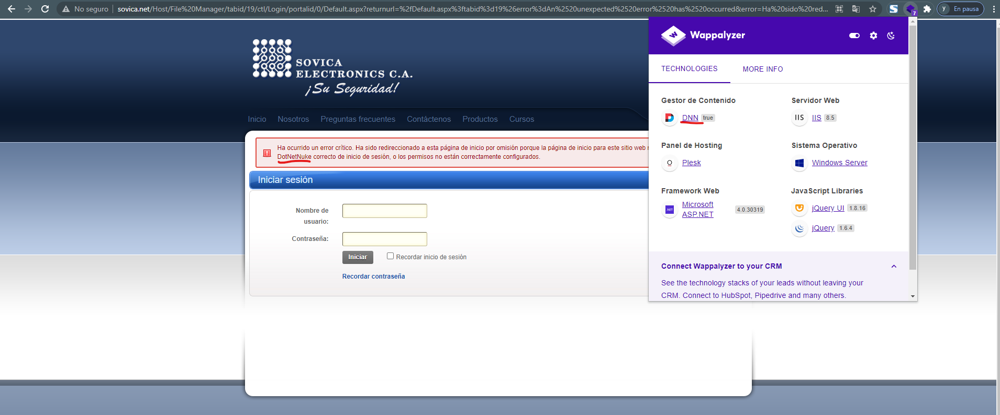 No seguro
sovica.net/Host/File%20Manager/tabid/19/ctl/Login/portalid/0/Default.aspx?returnurl=%2fDefault.aspx%3ftabid%3d19%26error%3dAn%2520unexpected%2520error%2520has%2520occurred&error=Ha%20sido%20red...
7
y
En pausa
SOVICA
ELECTRONICS C.A.
¡Su Seguridad!
Inicio Nosotros Preguntas frecuentes Contáctenos Productos Cursos
Ha ocurrido un error crítico. Ha sido redireccionado a esta página de inicio por omisión porque la página de inicio para este sitio web
DotNetNuke correcto de inicio de sesión, o los permisos no están correctamente configurados.
Iniciar sesión
Nombre de
usuario:
Contraseña:
Iniciar
Recordar inicio de sesión
Recordar contraseña
Wappalyzer
TECHNOLOGIES
MORE INFO
Gestor de Contenido
DNN true
Servidor Web
IIS IIS 8.5
Panel de Hosting
Plesk
Sistema Operativo
Windows Server
Framework Web
.NET
Microsoft
ASP.NET
4.0.30319
JavaScript Libraries
jQuery UI 1.8.16
jQuery 1.6.4
Connect Wappalyzer to your CRM
See the technology stacks of your leads without leaving your
CRM. Connect to HubSpot, Pipedrive and many others.